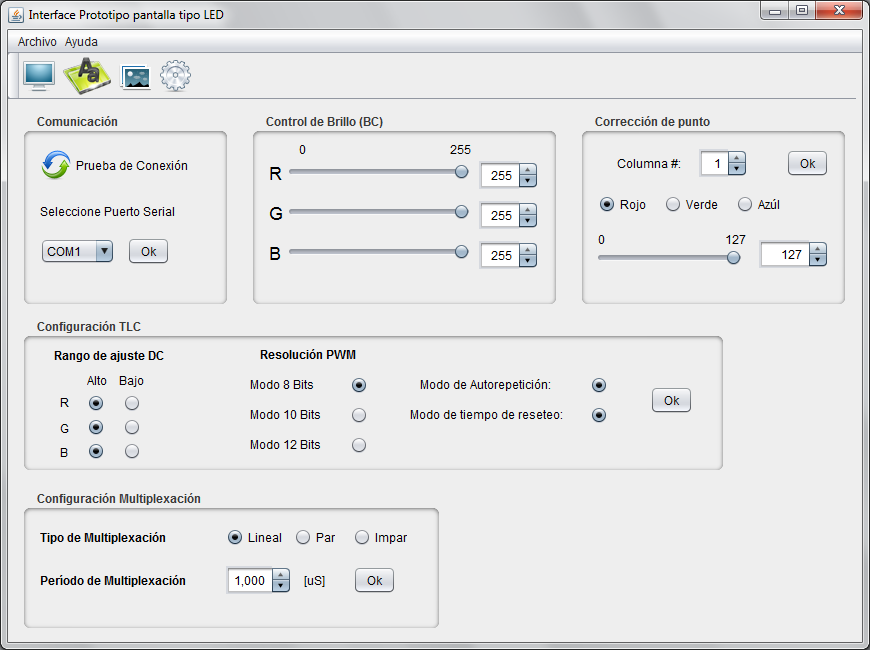 Interface Prototipo pantalla tipo LED
Archivo Ayuda
Aa
Comunicación
Prueba de Conexión
Seleccione Puerto Serial
COM1 Ok
Control de Brillo (BC)
0 255
R 255
G 255
B 255
Corrección de punto
Columna #: 1 Ok
Rojo Verde Azúl
0 127
127
Configuración TLC
Rango de ajuste DC
Alto Bajo
R
G
B
Resolución PWM
Modo 8 Bits
Modo 10 Bits
Modo 12 Bits
Modo de Autorepetición:
Modo de tiempo de reseteo:
Ok
Configuración Multiplexación
Tipo de Multiplexación Lineal Par Impar
Período de Multiplexación 1,000 [uS] Ok